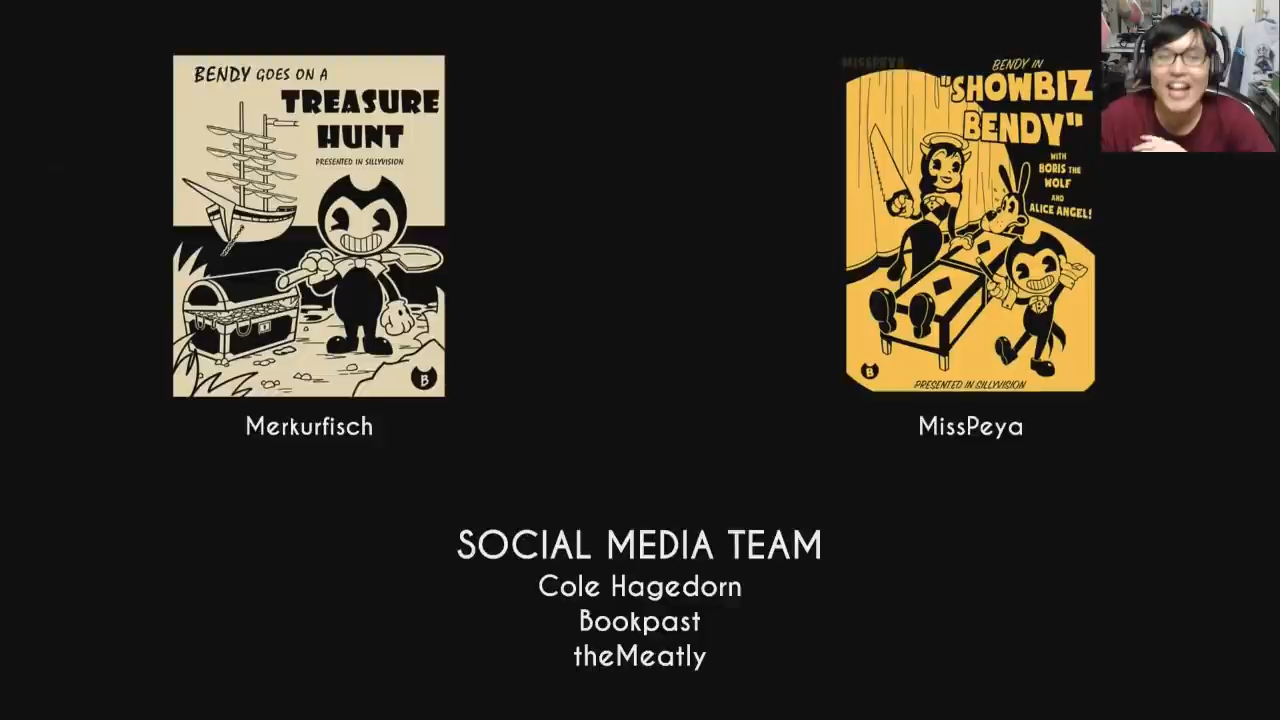 BENDY GOES ON A
TREASURE
HUNT
PRESENTED IN SILLYVISION
B
Merkurfisch
MISSPEYA
BENDY IN
"SHOWBIZ
BENDY"
WITH
BORIS THE
WOLF
AND
ALICE ANGEL!
B
PRESENTED IN SILLYVISION
MissPeya
SOCIAL MEDIA TEAM
Cole Hagedorn
Bookpast
theMeatly